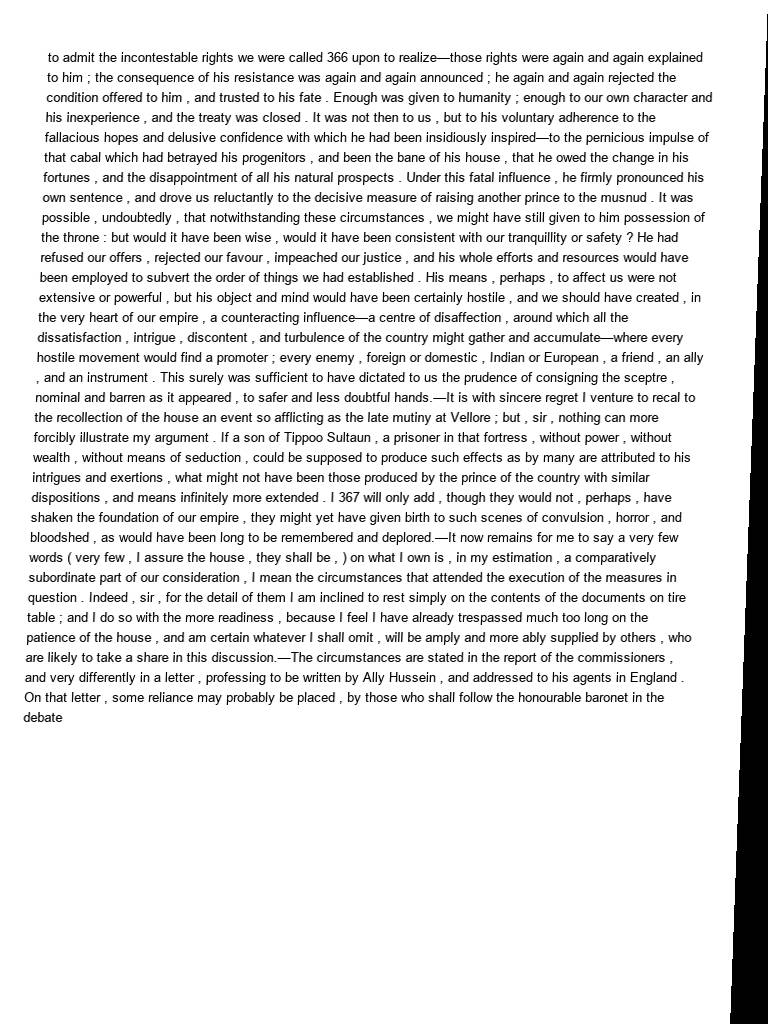 to admit the incontestable rights we were called 366 upon to realize—those rights were again and again explained
to him ; the consequence of his resistance was again and again announced ; he again and again rejected the
condition offered to him , and trusted to his fate . Enough was given to humanity ; enough to our own character and
his inexperience , and the treaty was closed . It was not then to us , but to his voluntary adherence to the
fallacious hopes and delusive confidence with which he had been insidiously inspired—to the pernicious impulse of
that cabal which had betrayed his progenitors , and been the bane of his house , that he owed the change in his
fortunes , and the disappointment of all his natural prospects . Under this fatal influence , he firmly pronounced his
own sentence , and drove us reluctantly to the decisive measure of raising another prince to the musnud . It was
possible , undoubtedly , that notwithstanding these circumstances , we might have still given to him possession of
the throne : but would it have been wise , would it have been consistent with our tranquillity or safety ? He had
refused our offers , rejected our favour , impeached our justice , and his whole efforts and resources would have
been employed to subvert the order of things we had established . His means , perhaps , to affect us were not
extensive or powerful , but his object and mind would have been certainly hostile , and we should have created , in
the very heart of our empire , a counteracting influence—a centre of disaffection , around which all the
dissatisfaction , intrigue , discontent , and turbulence of the country might gather and accumulate—where every
hostile movement would find a promoter ; every enemy , foreign or domestic , Indian or European , a friend , an ally
, and an instrument . This surely was sufficient to have dictated to us the prudence of consigning the sceptre ,
nominal and barren as it appeared , to safer and less doubtful hands.—It is with sincere regret I venture to recal to
the recollection of the house an event so afflicting as the late mutiny at Vellore ; but , sir , nothing can more
forcibly illustrate my argument . If a son of Tippoo Sultaun , a prisoner in that fortress , without power , without
wealth , without means of seduction , could be supposed to produce such effects as by many are attributed to his
intrigues and exertions , what might not have been those produced by the prince of the country with similar
dispositions , and means infinitely more extended . I 367 will only add , though they would not , perhaps , have
shaken the foundation of our empire , they might yet have given birth to such scenes of convulsion , horror , and
bloodshed , as would have been long to be remembered and deplored.—It now remains for me to say a very few
words ( very few , I assure the house , they shall be , ) on what I own is , in my estimation , a comparatively
subordinate part of our consideration , I mean the circumstances that attended the execution of the measures in
question . Indeed , sir , for the detail of them I am inclined to rest simply on the contents of the documents on tire
table ; and I do so with the more readiness , because I feel I have already trespassed much too long on the
patience of the house , and am certain whatever I shall omit , will be amply and more ably supplied by others , who
are likely to take a share in this discussion.—The circumstances are stated in the report of the commissioners ,
and very differently in a letter , professing to be written by Ally Hussein , and addressed to his agents in England .
On that letter , some reliance may probably be placed , by those who shall follow the honourable baronet in the
debate